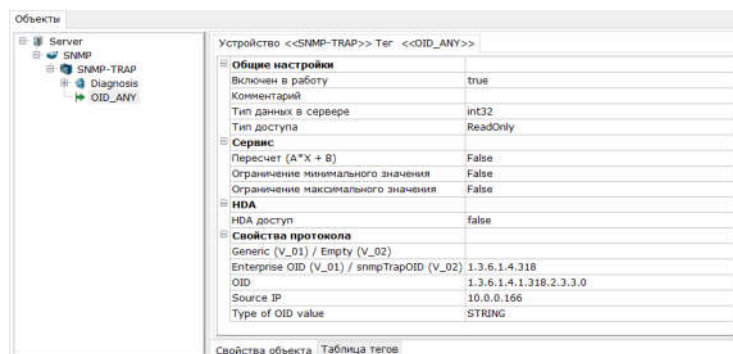 Объекты
Server
SNMP
SNMP-TRAP
Diagnosis
OID_ANY
Устройство <<SNMP-TRAP>> Тег <<OID_ANY>>
Общие настройки
Включен в работу true
Комментарий
Тип данных в сервере int32
Тип доступа ReadOnly
Сервис
Пересчет (A*X + B) False
Ограничение минимального значения False
Ограничение максимального значения False
HDA
HDA доступ false
Свойства протокола
Generic (V_01) / Empty (V_02)
Enterprise OID (V_01) / snmpTrapOID (V_02) 1.3.6.1.4.318
OID 1.3.6.1.4.1.318.2.3.3.0
Source IP 10.0.0.166
Type of OID value STRING
Свойства объекта Таблица тегов